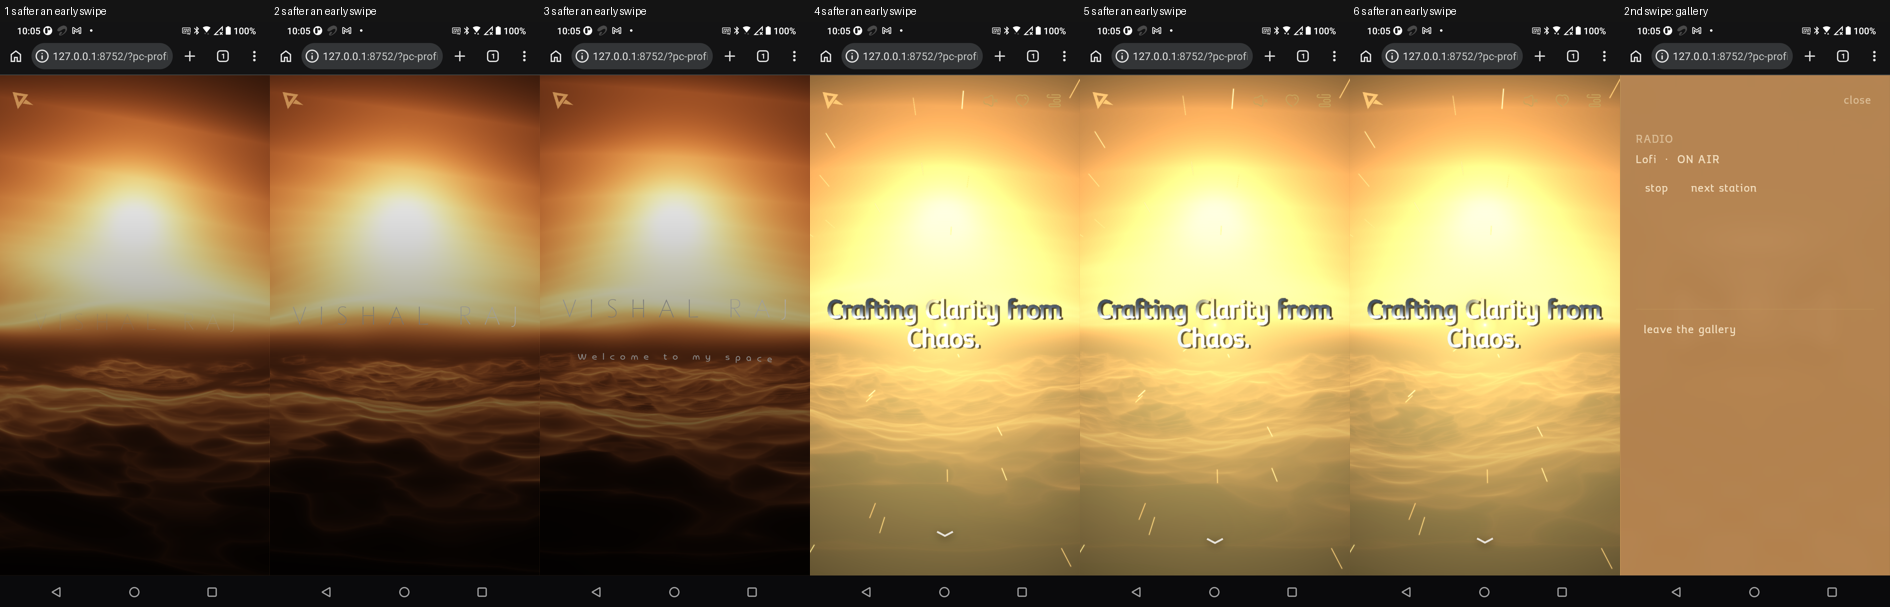 1 s after an early swipe
10:05
100%
127.0.0.1:8752/?pc-prof
1
2 s after an early swipe
10:05
100%
127.0.0.1:8752/?pc-prof
1
VISHAL RAJ
3 s after an early swipe
10:05
100%
127.0.0.1:8752/?pc-prof
1
VISHAL RAJ
Welcome to my space
4 s after an early swipe
10:05
100%
127.0.0.1:8752/?pc-prof
1
Crafting Clarity from
Chaos.
5 s after an early swipe
10:05
100%
127.0.0.1:8752/?pc-prof
1
Crafting Clarity from
Chaos.
6 s after an early swipe
10:05
100%
127.0.0.1:8752/?pc-prof
1
Crafting Clarity from
Chaos.
2nd swipe: gallery
10:05
100%
127.0.0.1:8752/?pc-prof
1
close
RADIO
Lofi · ON AIR
stop next station
leave the gallery